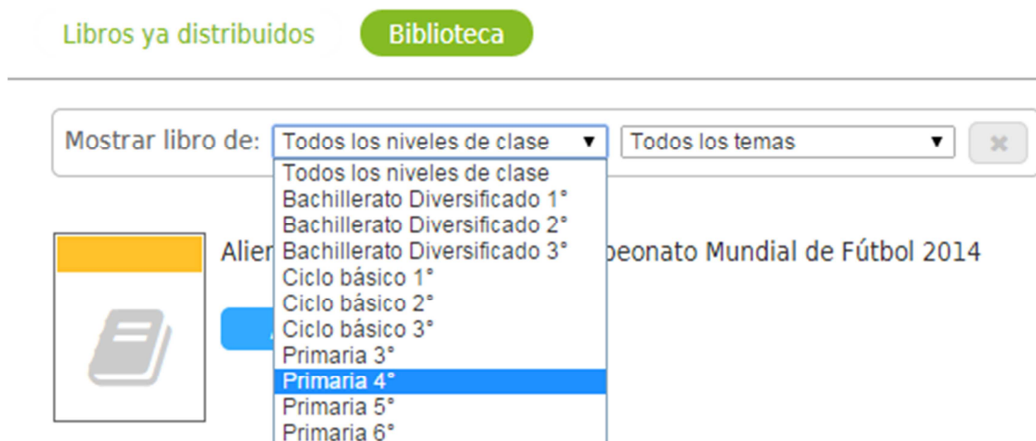 Libros ya distribuidos Biblioteca
Mostrar libro de: Todos los niveles de clase Todos los temas
Todos los niveles de clase
Bachillerato Diversificado 1°
Bachillerato Diversificado 2°
Bachillerato Diversificado 3°
Ciclo básico 1°
Ciclo básico 2°
Ciclo básico 3°
Primaria 3°
Primaria 4°
Primaria 5°
Primaria 6°
Mundial de Fútbol 2014